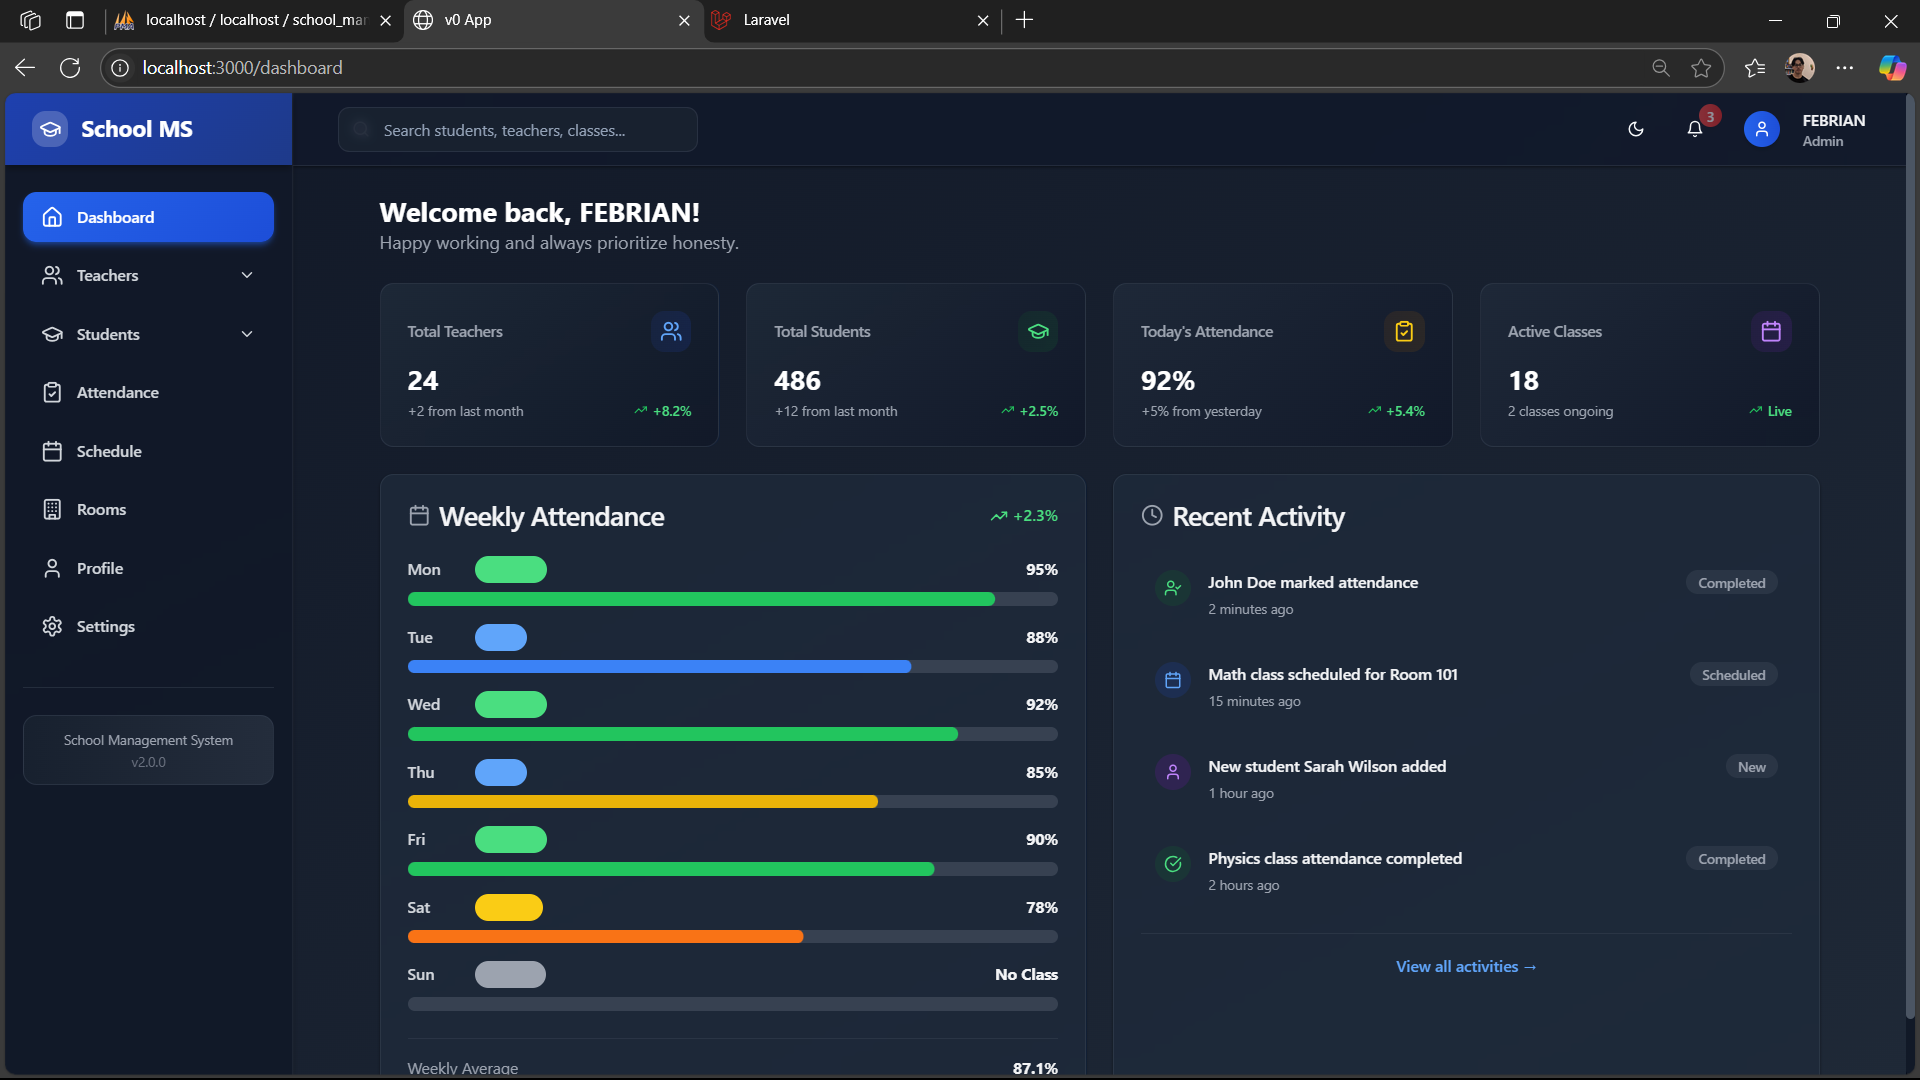 localhost / localhost / school_mar
v0 App
Laravel
localhost:3000/dashboard
School MS
Search students, teachers, classes...
3
FEBRIAN
Admin
Dashboard
Teachers
Students
Attendance
Schedule
Rooms
Profile
Settings
School Management System
v2.0.0
Welcome back, FEBRIAN!
Happy working and always prioritize honesty.
Total Teachers
24
+2 from last month
+8.2%
Total Students
486
+12 from last month
+2.5%
Today's Attendance
92%
+5% from yesterday
+5.4%
Active Classes
18
2 classes ongoing
Live
Weekly Attendance
+2.3%
Mon
95%
Tue
88%
Wed
92%
Thu
85%
Fri
90%
Sat
78%
Sun
No Class
Weekly Average
87.1%
Recent Activity
John Doe marked attendance
Completed
2 minutes ago
Math class scheduled for Room 101
Scheduled
15 minutes ago
New student Sarah Wilson added
New
1 hour ago
Physics class attendance completed
Completed
2 hours ago
View all activities →